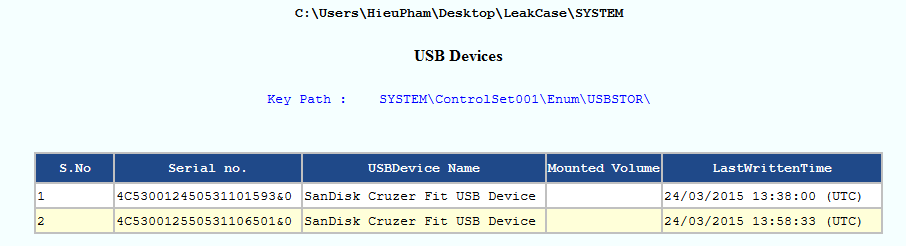 C:\Users\HieuPham\Desktop\LeakCase\SYSTEM
USB Devices
Key Path : SYSTEM\ControlSet001\Enum\USBSTOR\
S.No Serial no. USBDevice Name Mounted Volume LastWrittenTime
1 4C530012450531101593&0 SanDisk Cruzer Fit USB Device 24/03/2015 13:38:00 (UTC)
2 4C530012550531106501&0 SanDisk Cruzer Fit USB Device 24/03/2015 13:58:33 (UTC)